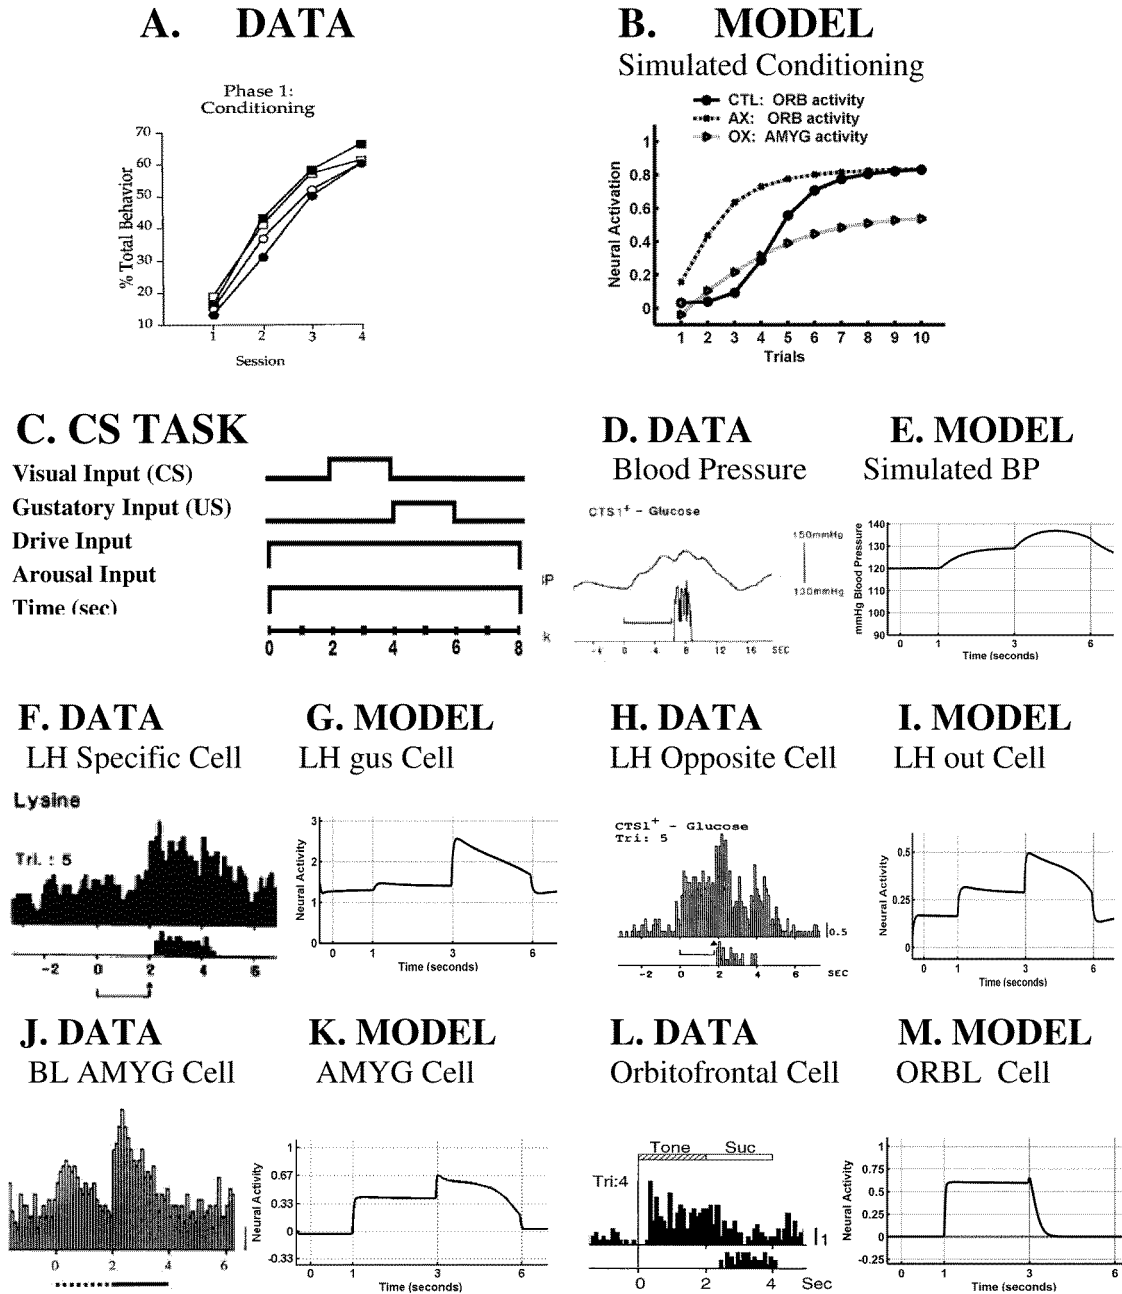 A. DATA
B. MODEL
Simulated Conditioning
Phase 1:
Conditioning
70
60
50
40
30
20
10
% Total Behavior
1 2 3 4
Session
CTL: ORB activity
AX: ORB activity
OX: AMYG activity
1
0.8
0.6
0.4
0.2
0
Neural Activation
1 2 3 4 5 6 7 8 9 10
Trials
C. CS TASK
Visual Input (CS)
Gustatory Input (US)
Drive Input
Arousal Input
Time (sec)
0 2 4 6 8
D. DATA
Blood Pressure
CTS1+ - Glucose
150mmHg
130mmHg
IP
k
-4 0 4 8 12 16 SEC
E. MODEL
Simulated BP
140
130
120
110
100
90
mmHg Blood Pressure
0 1 3 6
Time (seconds)
F. DATA
LH Specific Cell
Lysine
Tri. : 5
-2 0 2 4 6
G. MODEL
LH gus Cell
3
2
1
0
Neural Activity
0 1 3 6
Time (seconds)
H. DATA
LH Opposite Cell
CTS1+ - Glucose
Tri: 5
0.5
-2 0 2 4 6 SEC
I. MODEL
LH out Cell
0.5
0.25
0
Neural Activity
0 1 3 6
Time (seconds)
J. DATA
BL AMYG Cell
0 2 4 6
K. MODEL
AMYG Cell
1
0.67
0.33
0
-0.33
Neural Activity
0 1 3 6
Time (seconds)
L. DATA
Orbitofrontal Cell
Tone Suc
Tri:4
1
0 2 4 Sec
M. MODEL
ORBL Cell
1
0.75
0.5
0
-0.25
Neural Activity
0 1 3 6
Time (seconds)